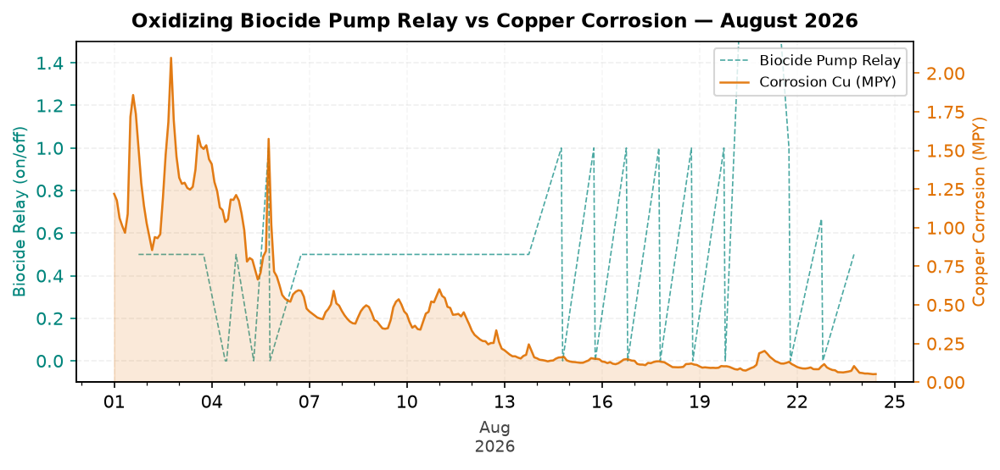 Oxidizing Biocide Pump Relay vs Copper Corrosion — August 2026
Biocide Pump Relay
Corrosion Cu (MPY)
Biocide Relay (on/off)
1.4
1.2
1.0
0.8
0.6
0.4
0.2
0.0
2.00
1.75
1.50
1.25
1.00
0.75
0.50
0.25
0.00
Copper Corrosion (MPY)
01 04 07 10 13 16 19 22 25
Aug
2026